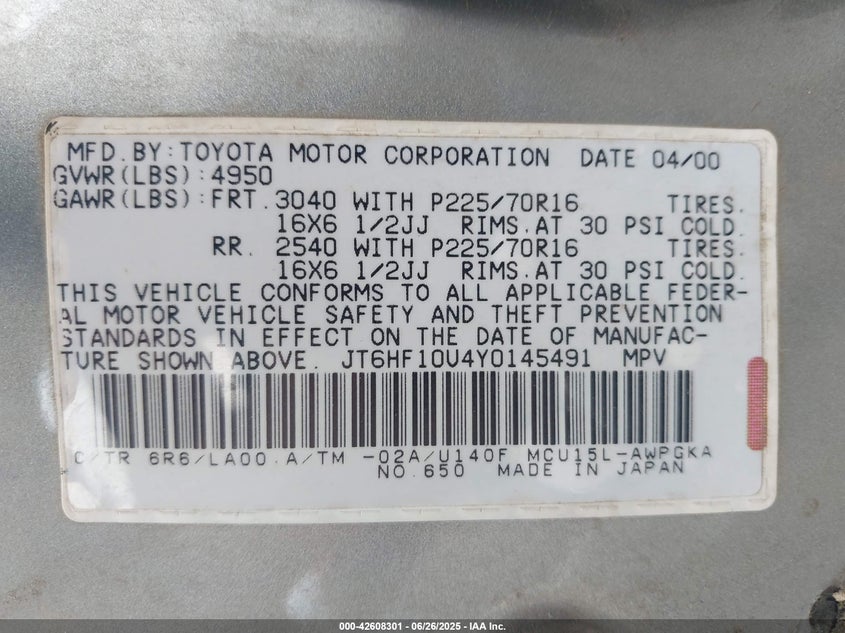 MFD.BY:TOYOTA MOTOR CORPORATION DATE 04/00
GVWR(LBS):4950
GAWR(LBS):FRT.3040 WITH P225/70R16 TIRES.
16X6 1/2JJ RIMS.AT 30 PSI COLD.
RR. 2540 WITH P225/70R16 TIRES.
16X6 1/2JJ RIMS.AT 30 PSI COLD.
THIS VEHICLE CONFORMS TO ALL APPLICABLE FEDER-
AL MOTOR VEHICLE SAFETY AND THEFT PREVENTION
STANDARDS IN EFFECT ON THE DATE OF MANUFAC-
TURE SHOWN ABOVE. JT6HF10U4Y0145491 MPV
C/TR 6R6/LA00.A/TM -02A/U140F MCU15L-AWPGKA
NO.650 MADE IN JAPAN
000-42608301 | 06/26/2025 - IAA Inc.